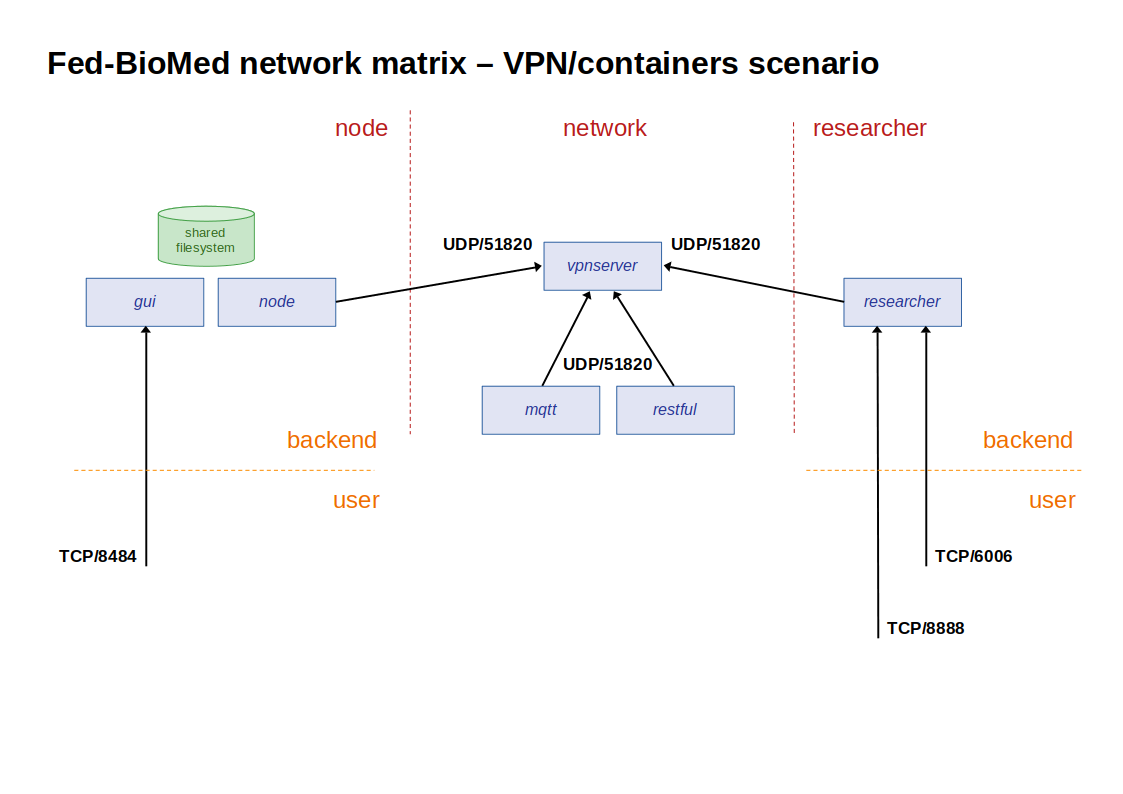 Fed-BioMed network matrix – VPN/containers scenario
node
network
researcher
shared
filesystem
UDP/51820
UDP/51820
vpnserver
gui
node
researcher
UDP/51820
mqtt
restful
backend
backend
user
user
TCP/8484
TCP/6006
TCP/8888